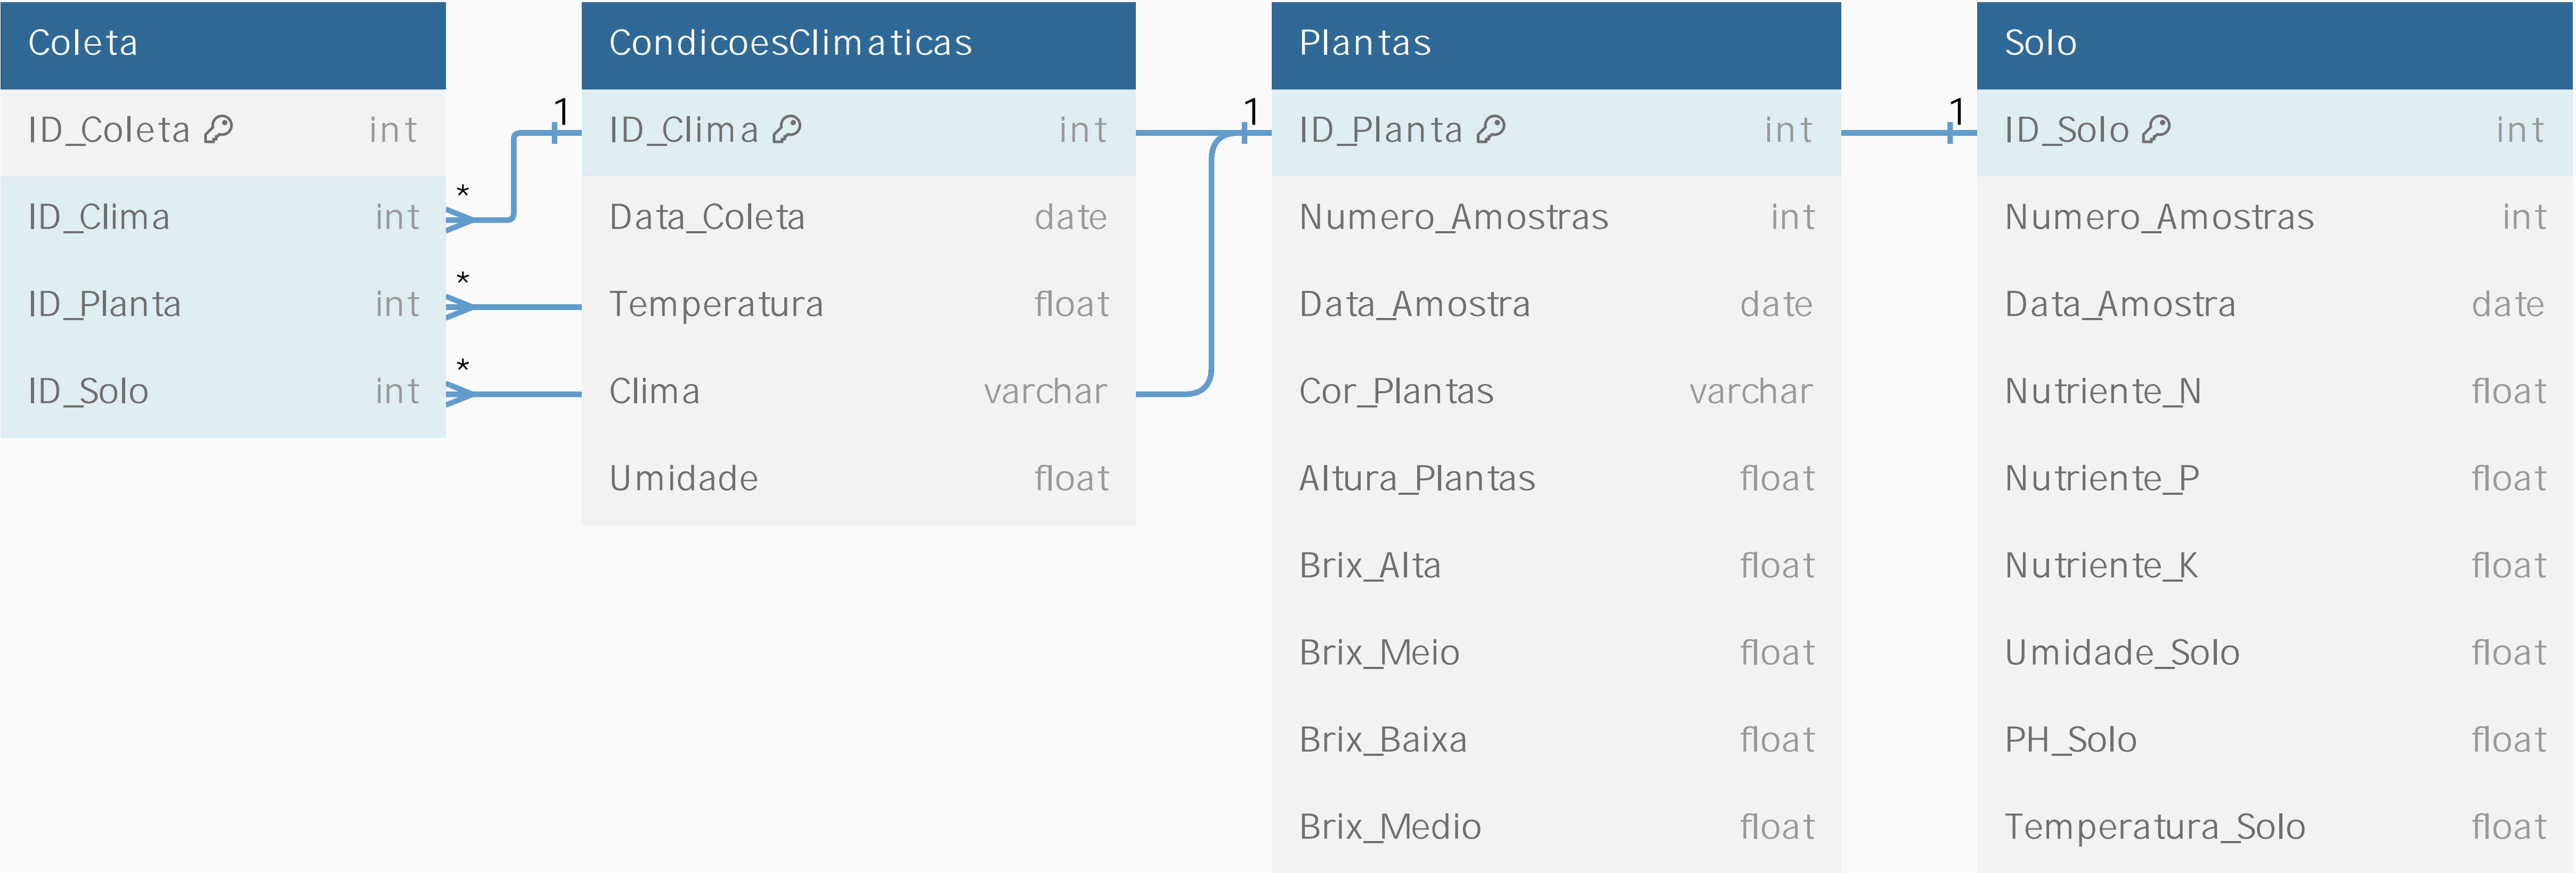 Coleta
ID_Coleta int
ID_Clima int
ID_Planta int
ID_Solo int
*
*
*
1
CondicoesClimaticas
ID_Clima int
Data_Coleta date
Temperatura float
Clima varchar
Umidade float
1
Plantas
ID_Planta int
Numero_Amostras int
Data_Amostra date
Cor_Plantas varchar
Altura_Plantas float
Brix_Alta float
Brix_Meio float
Brix_Baixa float
Brix_Medio float
1
Solo
ID_Solo int
Numero_Amostras int
Data_Amostra date
Nutriente_N float
Nutriente_P float
Nutriente_K float
Umidade_Solo float
PH_Solo float
Temperatura_Solo float